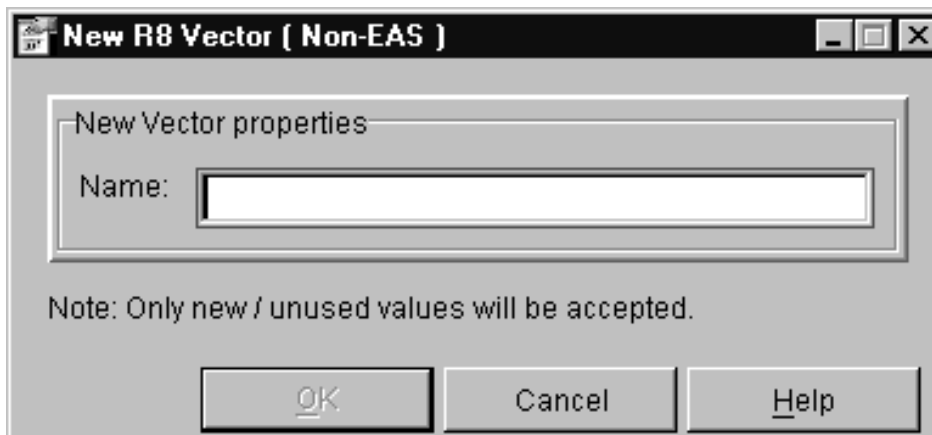 New R8 Vector ( Non-EAS )
New Vector properties
Name:
Note: Only new / unused values will be accepted.
OK Cancel Help